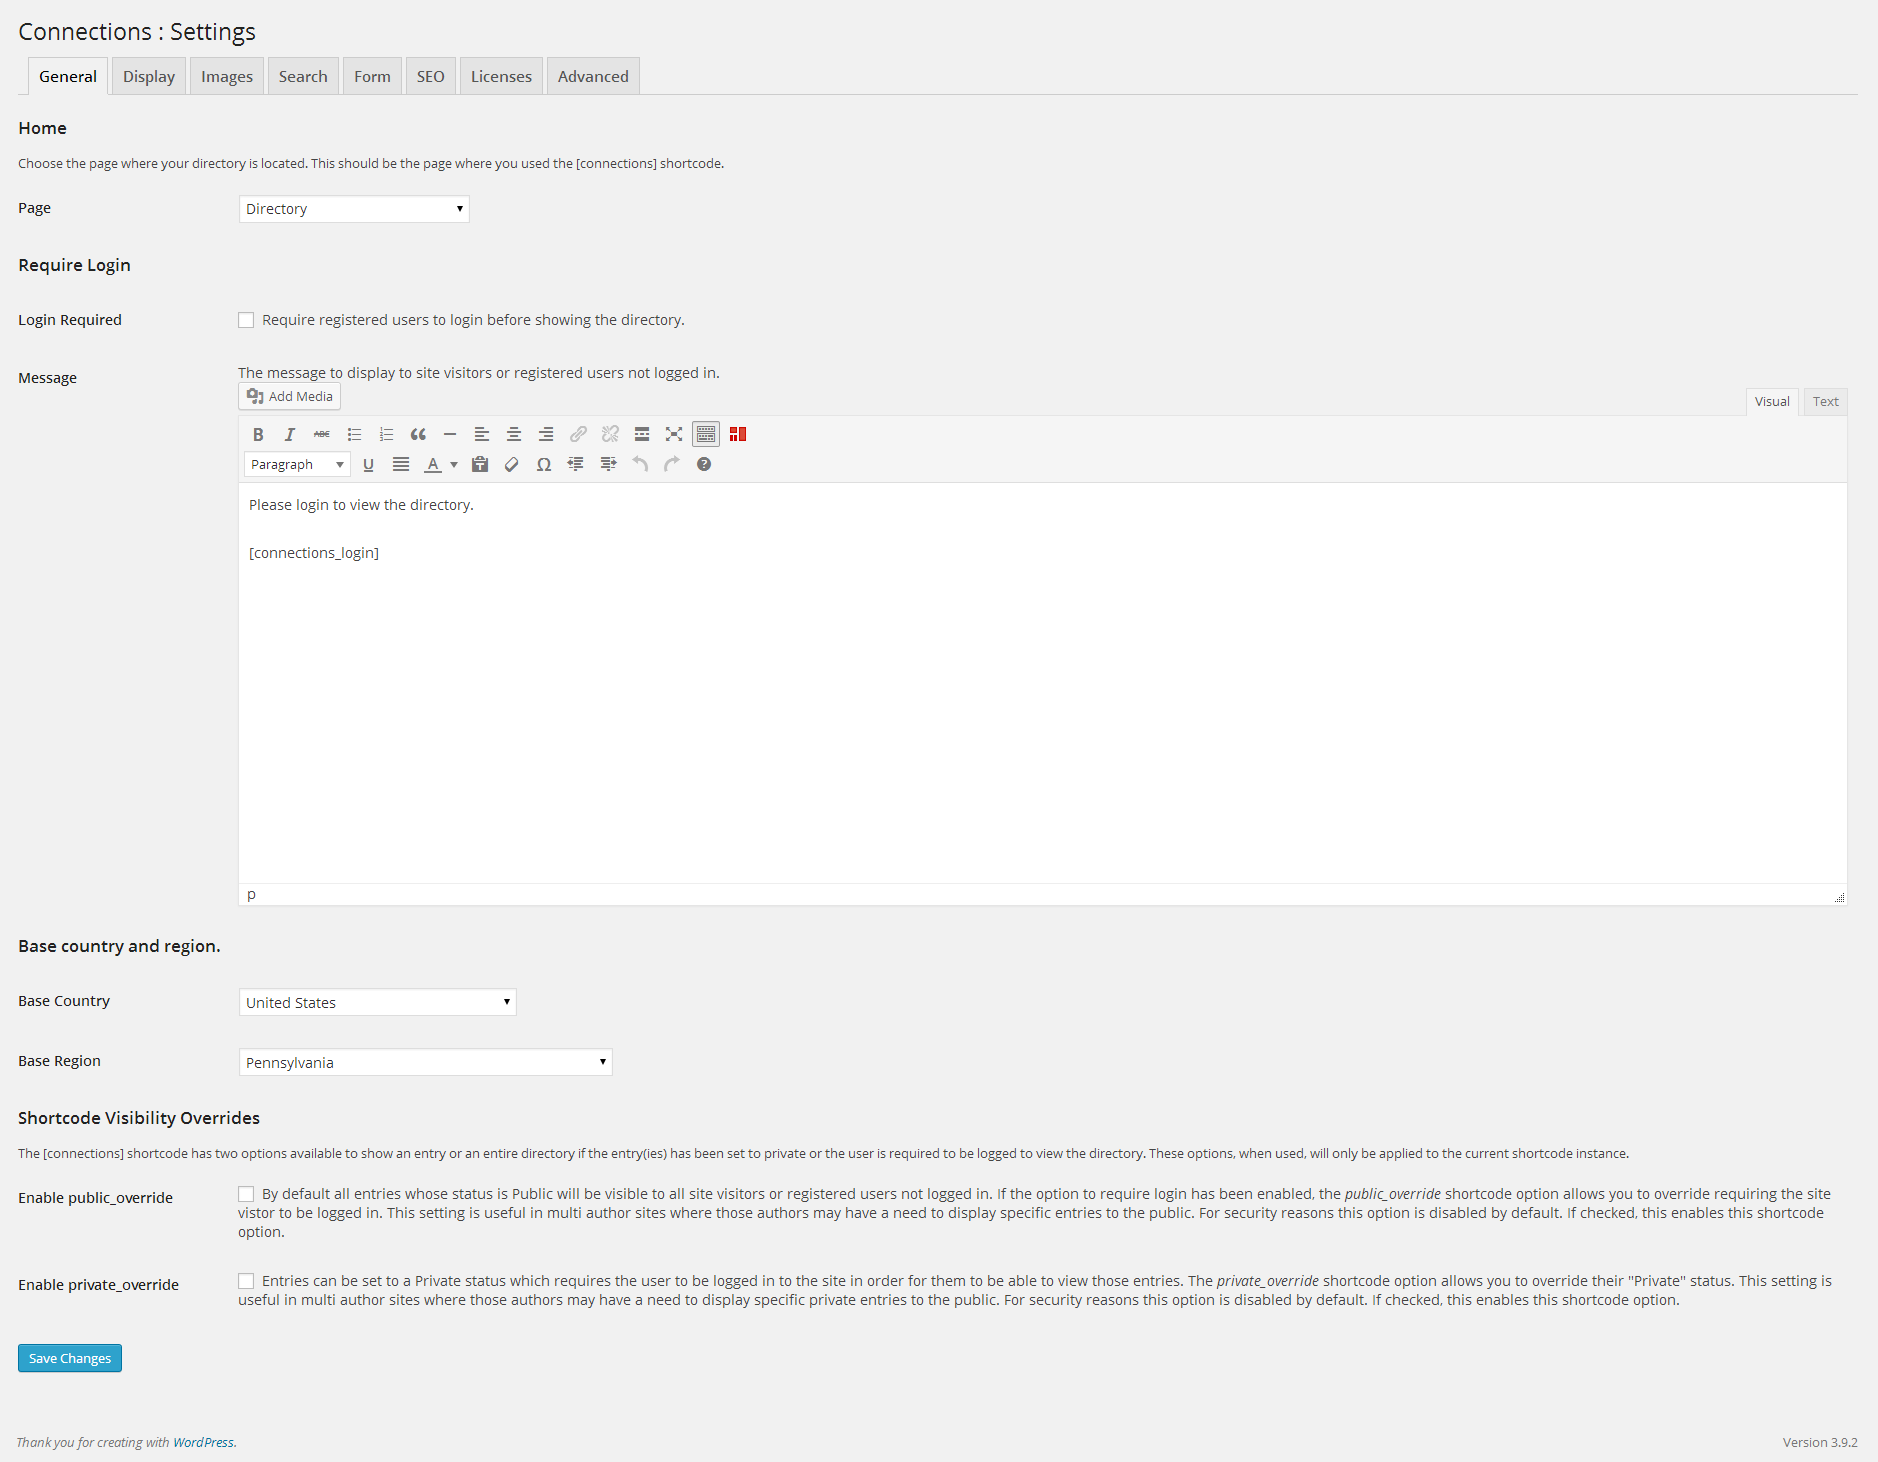 Connections : Settings
General Display Images Search Form SEO Licenses Advanced
Home
Choose the page where your directory is located. This should be the page where you used the [connections] shortcode.
Page Directory
Require Login
Login Required Require registered users to login before showing the directory.
Message The message to display to site visitors or registered users not logged in.
Add Media
Visual Text
B I ABC
Paragraph U A Ω ?
Please login to view the directory.
[connections_login]
p
Base country and region.
Base Country United States
Base Region Pennsylvania
Shortcode Visibility Overrides
The [connections] shortcode has two options available to show an entry or an entire directory if the entry(ies) has been set to private or the user is required to be logged to view the directory. These options, when used, will only be applied to the current shortcode instance.
Enable public_override By default all entries whose status is Public will be visible to all site visitors or registered users not logged in. If the option to require login has been enabled, the public_override shortcode option allows you to override requiring the site
vistor to be logged in. This setting is useful in multi author sites where those authors may have a need to display specific entries to the public. For security reasons this option is disabled by default. If checked, this enables this shortcode
option.
Enable private_override Entries can be set to a Private status which requires the user to be logged in to the site in order for them to be able to view those entries. The private_override shortcode option allows you to override their "Private" status. This setting is
useful in multi author sites where those authors may have a need to display specific private entries to the public. For security reasons this option is disabled by default. If checked, this enables this shortcode option.
Save Changes
Thank you for creating with WordPress. Version 3.9.2